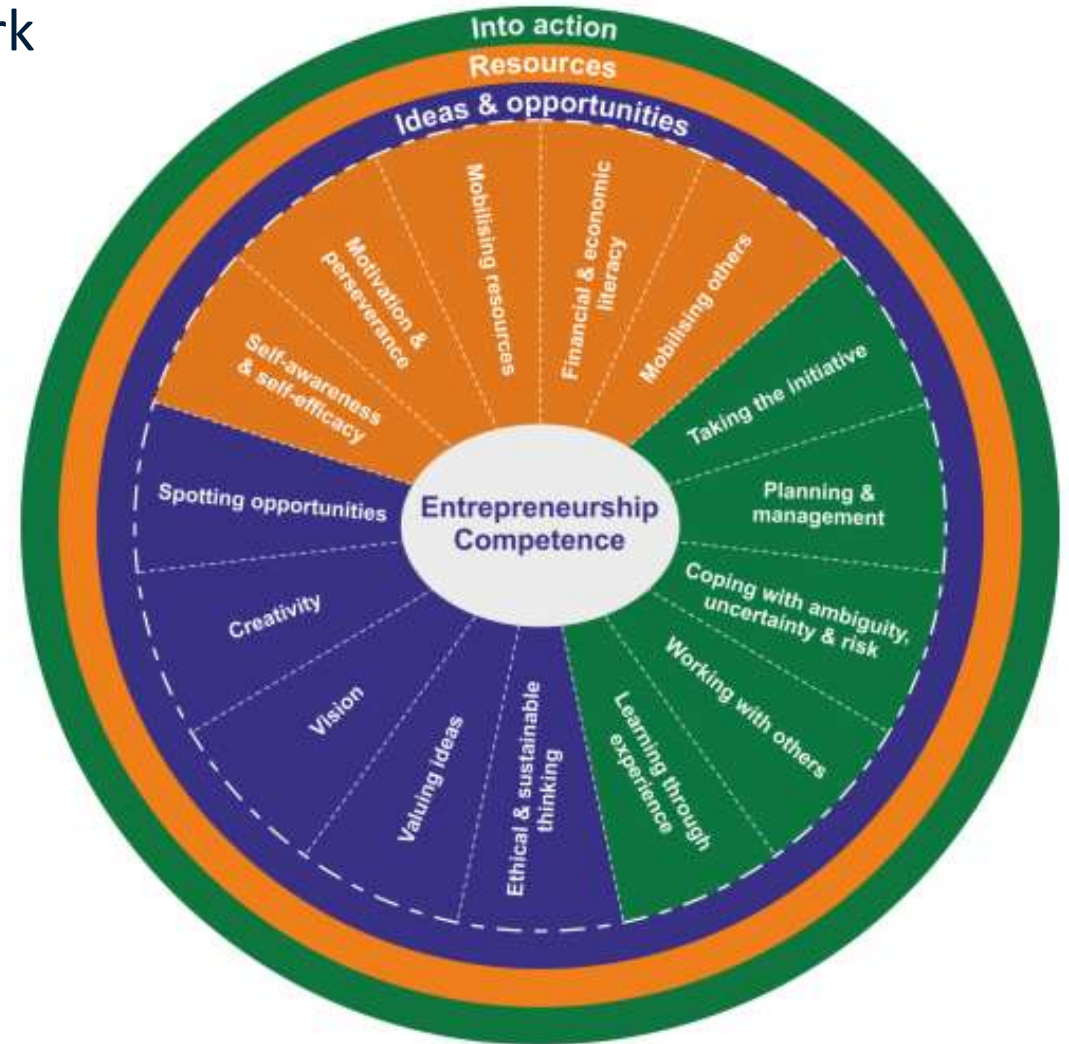 rk
Into action
Resources
Ideas & opportunities
Mobilising resources
Financial & economic
literacy
Motivation &
perseverance
Mobilising others
Self-awareness
& self-efficacy
Taking the initiative
Spotting opportunities
Planning &
management
Entrepreneurship
Competence
Creativity
Coping with ambiguity,
uncertainty & risk
Vision
Working with others
Valuing ideas
Ethical & sustainable
thinking
Learning through
experience